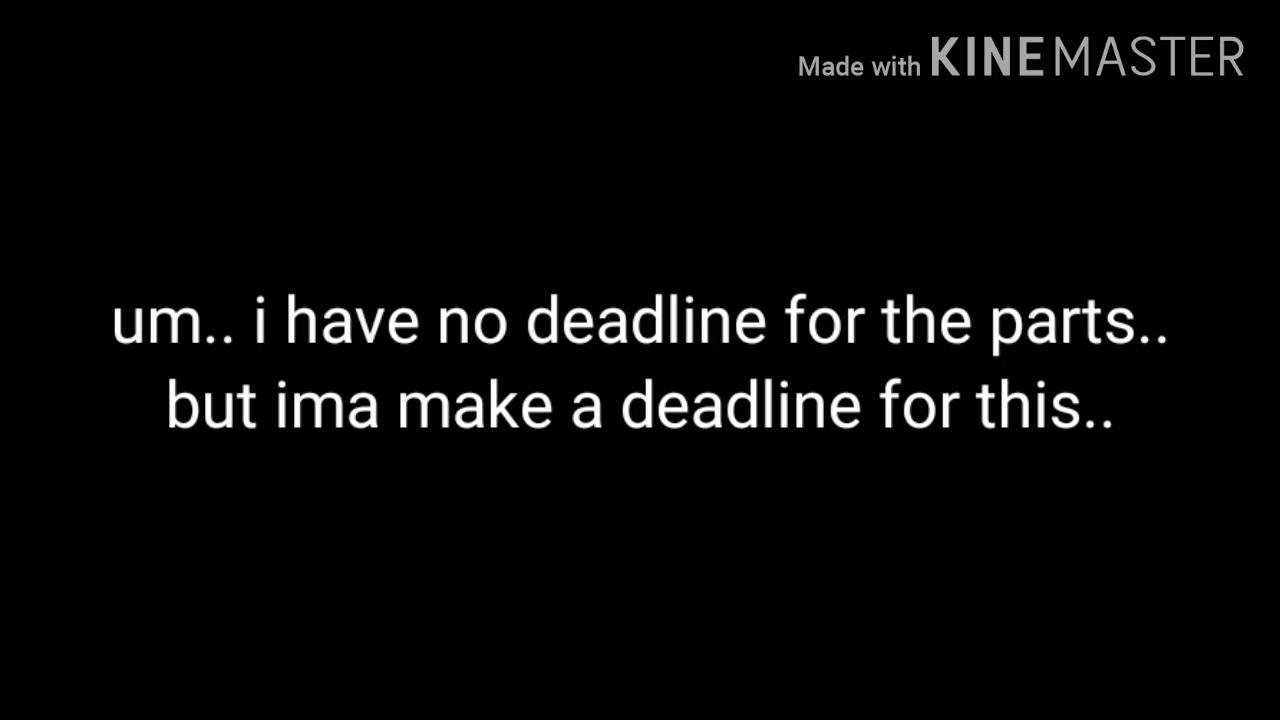 Made with KINEMASTER
um.. i have no deadline for the parts..
but ima make a deadline for this..